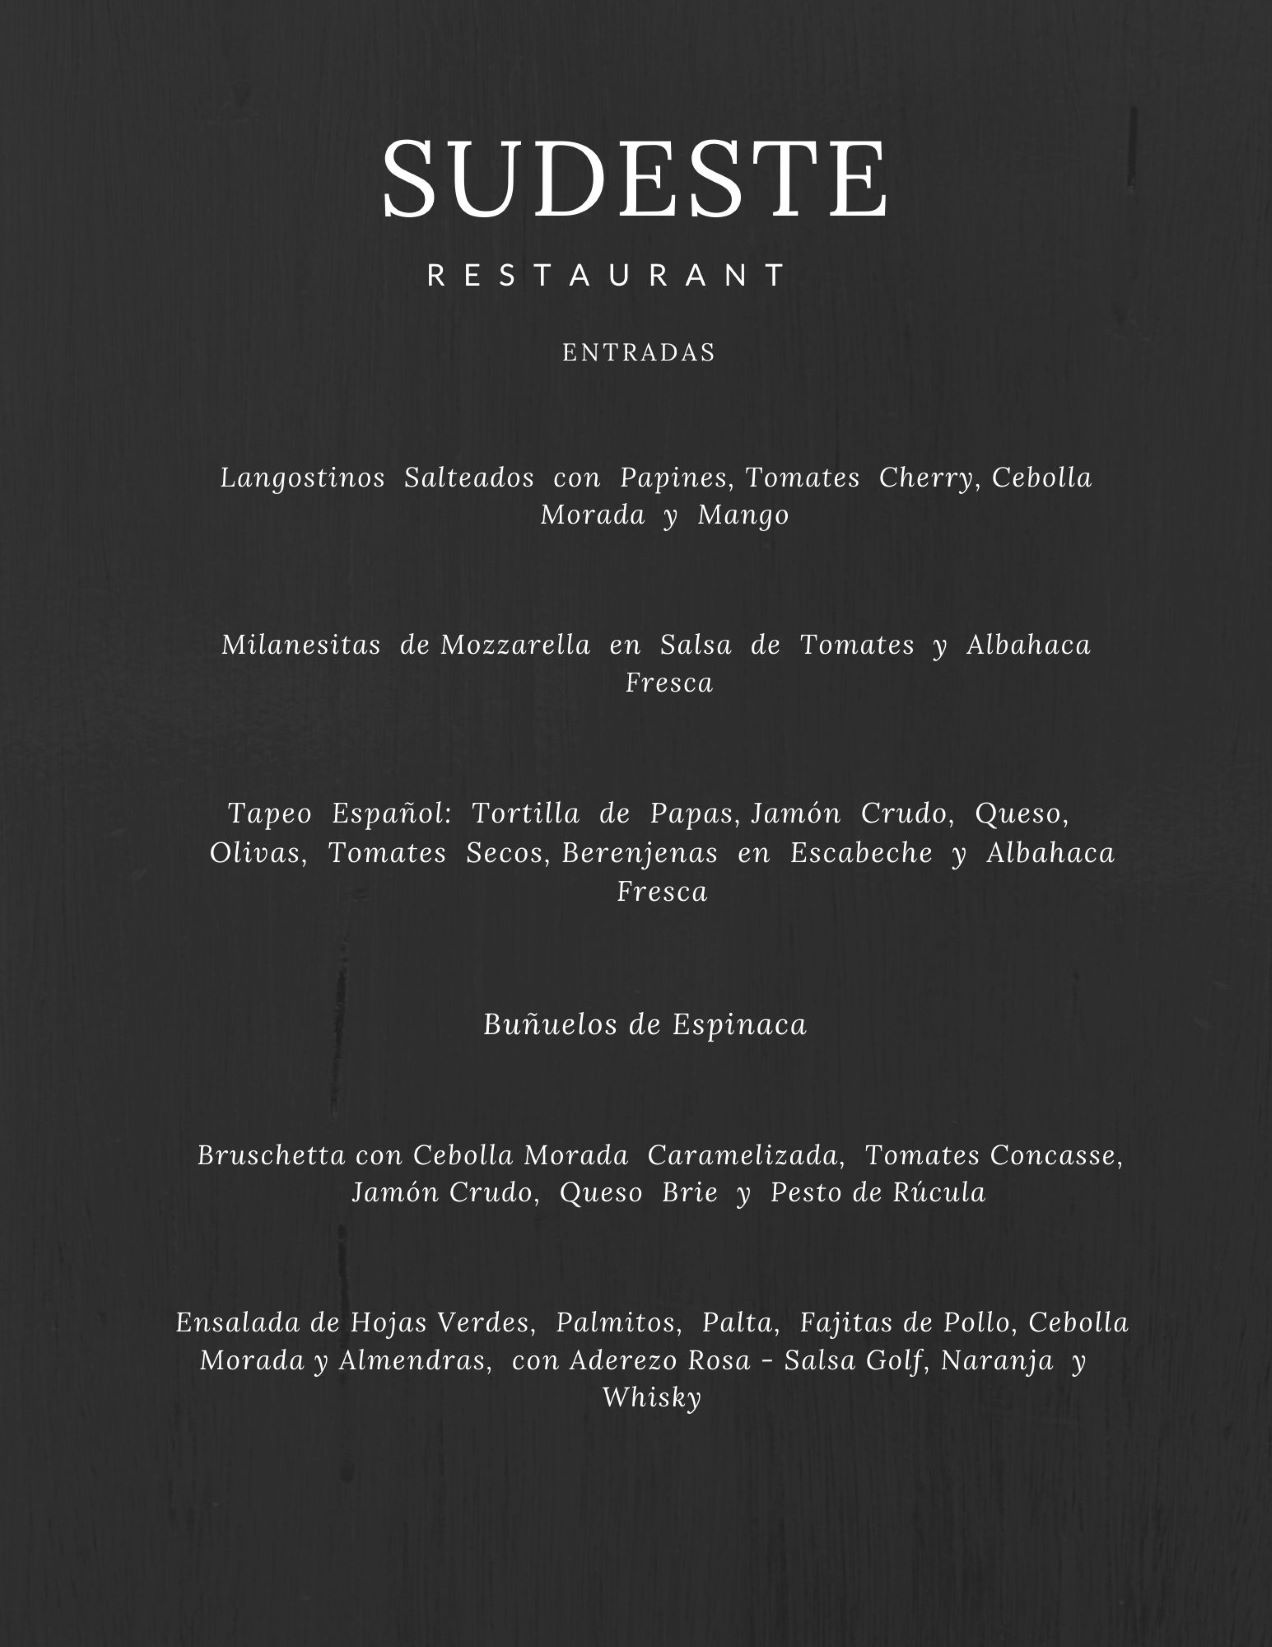 SUDESTE
RESTAURANT
ENTRADAS
Langostinos Salteados con Papines, Tomates Cherry, Cebolla
Morada y Mango
Milanesitas de Mozzarella en Salsa de Tomates y Albahaca
Fresca
Tapeo Español: Tortilla de Papas, Jamón Crudo, Queso,
Olivas, Tomates Secos, Berenjenas en Escabeche y Albahaca
Fresca
Buñuelos de Espinaca
Bruschetta con Cebolla Morada Caramelizada, Tomates Concasse,
Jamón Crudo, Queso Brie y Pesto de Rúcula
Ensalada de Hojas Verdes, Palmitos, Palta, Fajitas de Pollo, Cebolla
Morada y Almendras, con Aderezo Rosa - Salsa Golf, Naranja y
Whisky